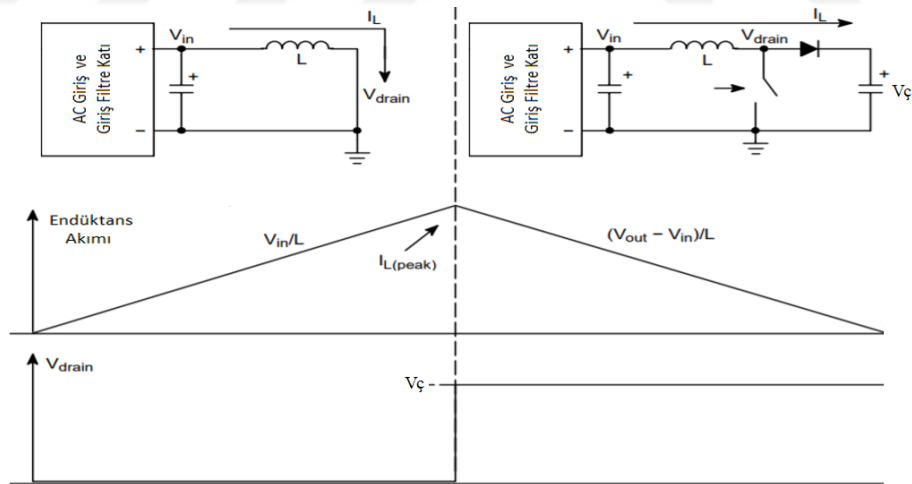 AC Giriş ve
Giriş Filtre Katı
+
−
Vin
+
L
IL
Vdrain
AC Giriş ve
Giriş Filtre Katı
+
−
Vin
+
L
IL
Vdrain
+
Vç
Endüktans
Akımı
Vin/L
IL(peak)
(Vout − Vin)/L
Vdrain
Vç